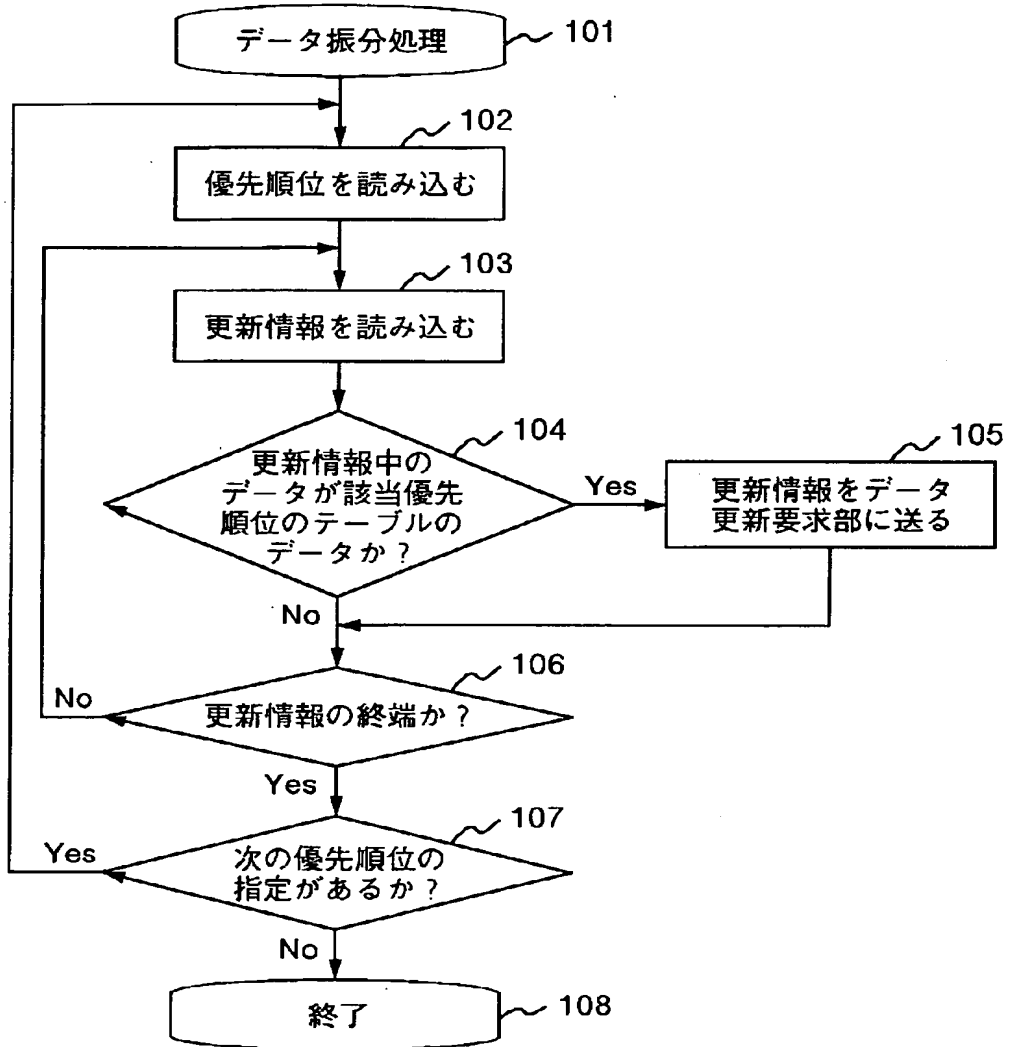 データ振分処理
101
102
優先順位を読み込む
103
更新情報を読み込む
104
更新情報中の
データが該当優先
順位のテーブルの
データか?
Yes
105
更新情報をデータ
更新要求部に送る
No
106
更新情報の終端か?
No
Yes
107
次の優先順位の
指定があるか?
Yes
No
終了
108